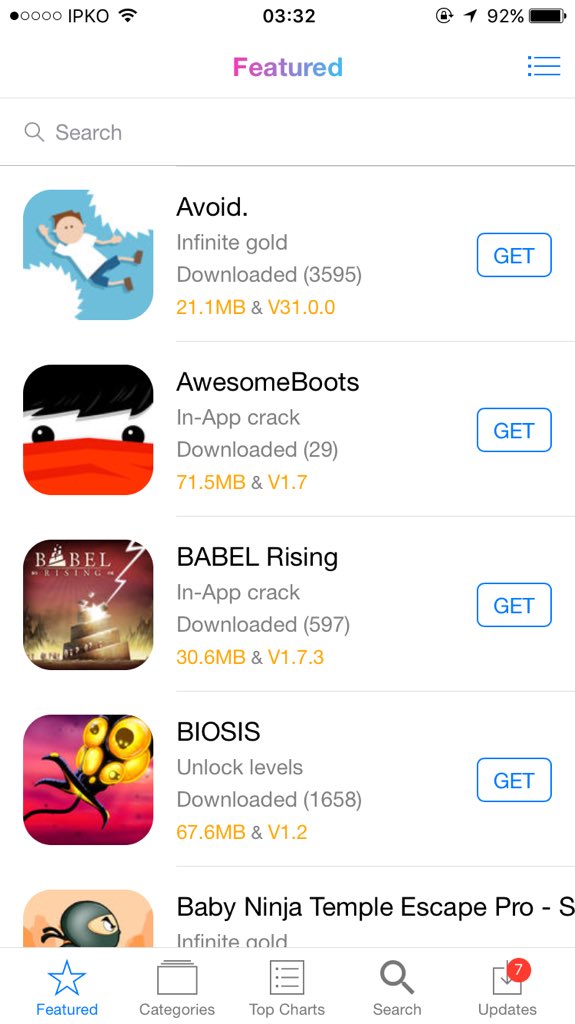 IPKO 03:32 92%
Featured
Search
Avoid.
Infinite gold
Downloaded (3595)
21.1MB & V31.0.0
GET
AwesomeBoots
In-App crack
Downloaded (29)
71.5MB & V1.7
GET
BABEL
RISING
BABEL Rising
In-App crack
Downloaded (597)
30.6MB & V1.7.3
GET
BIOSIS
Unlock levels
Downloaded (1658)
67.6MB & V1.2
GET
Baby Ninja Temple Escape Pro - S
Infinite gold
7
Featured Categories Top Charts Search Updates